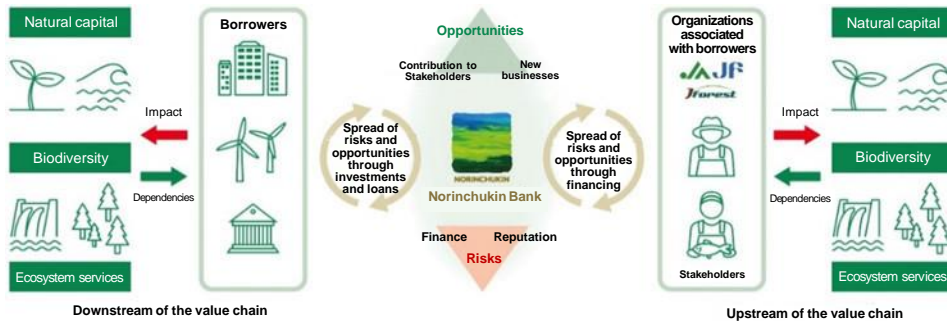 Natural capital
Impact
Biodiversity
Dependencies
Ecosystem services
Downstream of the value chain
Borrowers
Spread of
risks and
opportunities
through
investments
and loans
Opportunities
Contribution to
Stakeholders
New
businesses
NORINCHUKIN
Norinchukin Bank
Finance
Reputation
Risks
Spread of
risks and
opportunities
through
financing
Organizations
associated
with borrowers
JA
JF
JForest
Stakeholders
Impact
Dependencies
Natural capital
Biodiversity
Ecosystem services
Upstream of the value chain